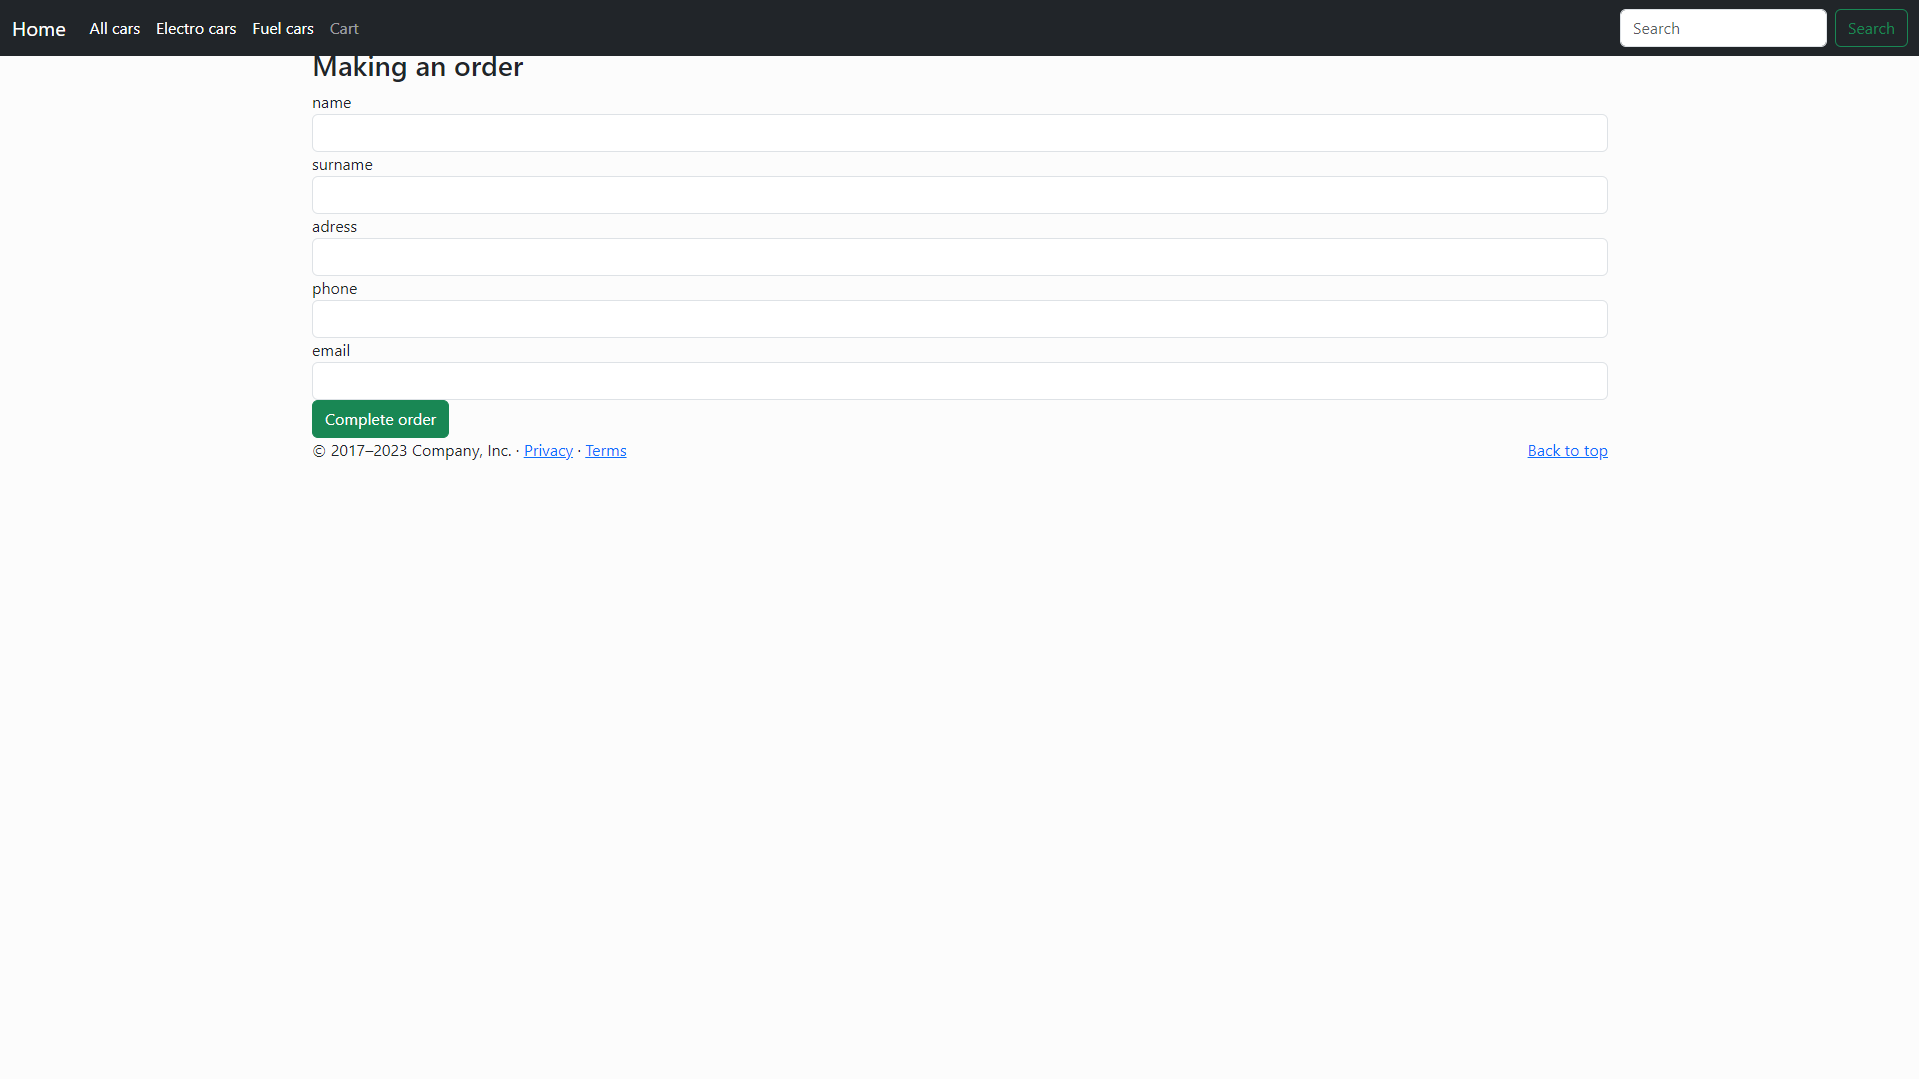 Home All cars Electro cars Fuel cars Cart Search Search
Making an order
name
surname
adress
phone
email
Complete order
© 2017–2023 Company, Inc. · Privacy · Terms Back to top